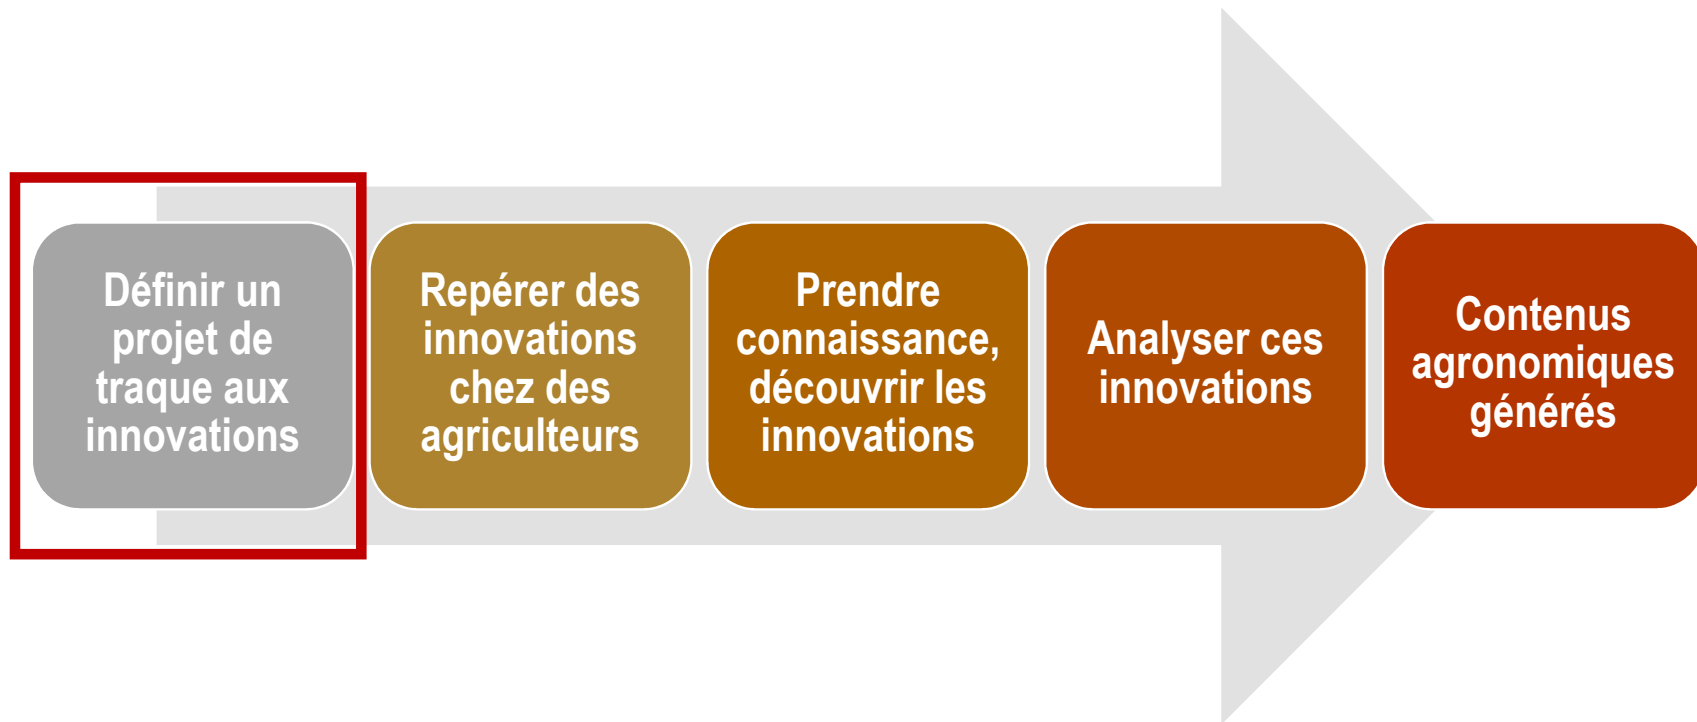 Définir un
projet de
traque aux
innovations
Repérer des
innovations
chez des
agriculteurs
Prendre
connaissance,
découvrir les
innovations
Analyser ces
innovations
Contenus
agronomiques
générés